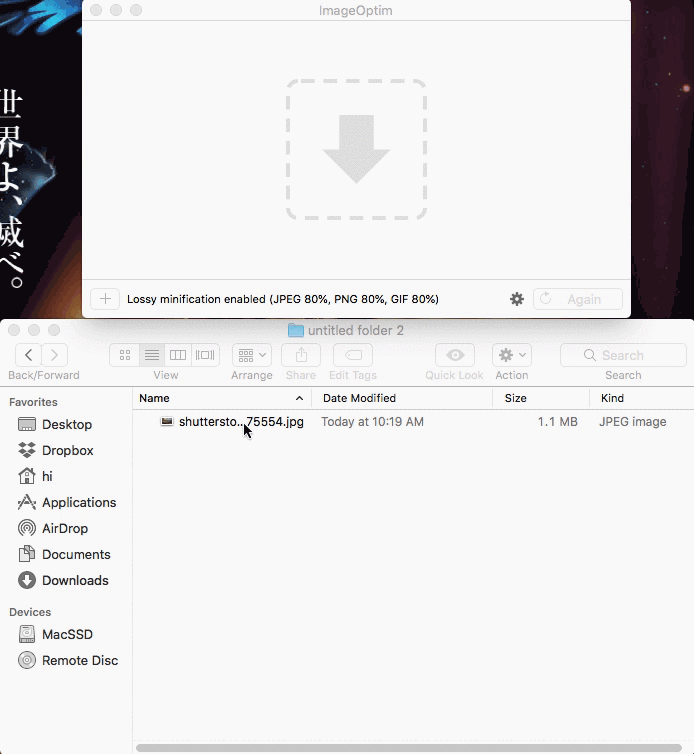 ImageOptim
世界よ、滅べ。
Lossy minification enabled (JPEG 80%, PNG 80%, GIF 80%)
Again
untitled folder 2
Search
Back/Forward
View
Arrange
Share
Edit Tags
Quick Look
Action
Search
Favorites
Name
Date Modified
Size
Kind
shuttersto...75554.jpg
Today at 10:19 AM
1.1 MB
JPEG image
Desktop
Dropbox
hi
Applications
AirDrop
Documents
Downloads
Devices
MacSSD
Remote Disc